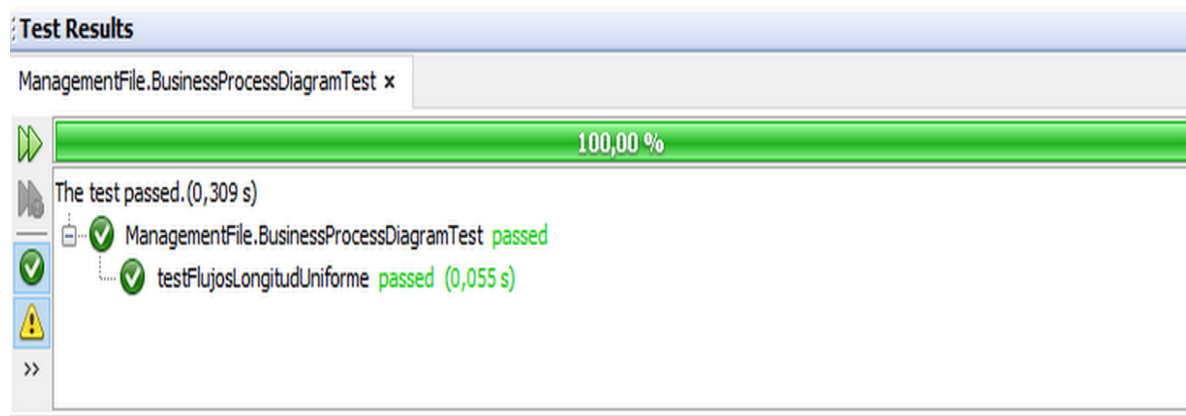 Test Results
ManagementFile.BusinessProcessDiagramTest ×
100,00 %
The test passed.(0,309 s)
ManagementFile.BusinessProcessDiagramTest passed
testFlujosLongitudUniforme passed (0,055 s)
>>